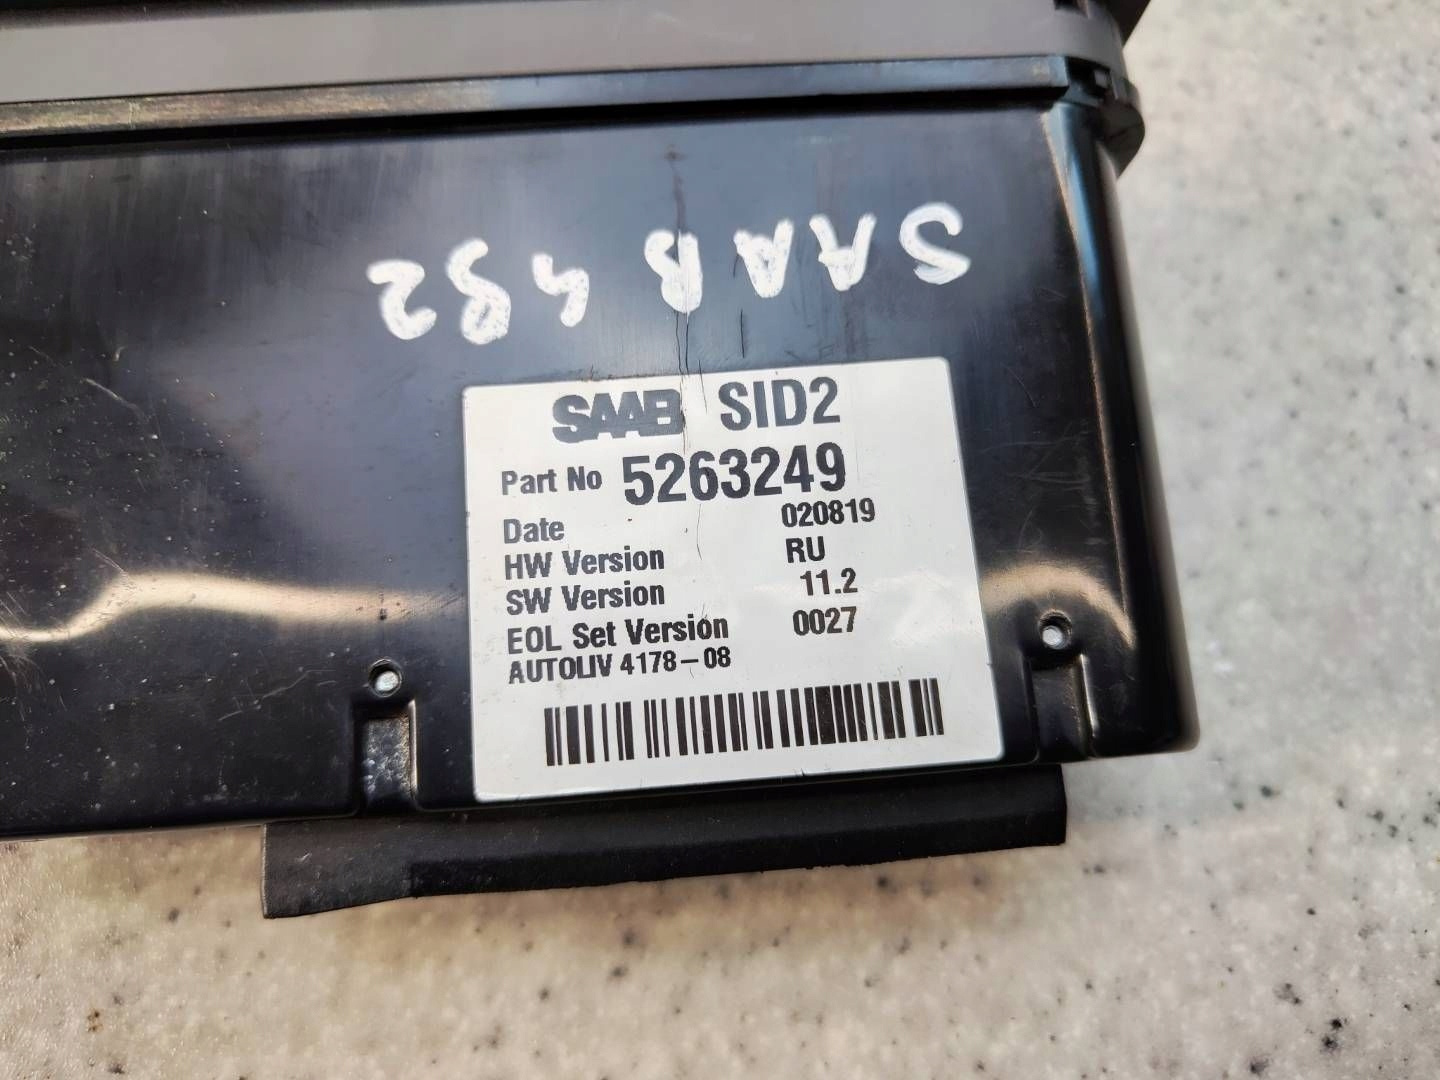 SAAB 482
SAAB SID2
Part No 5263249
Date 020819
HW Version RU
SW Version 11.2
EOL Set Version 0027
AUTOLIV 4178-08